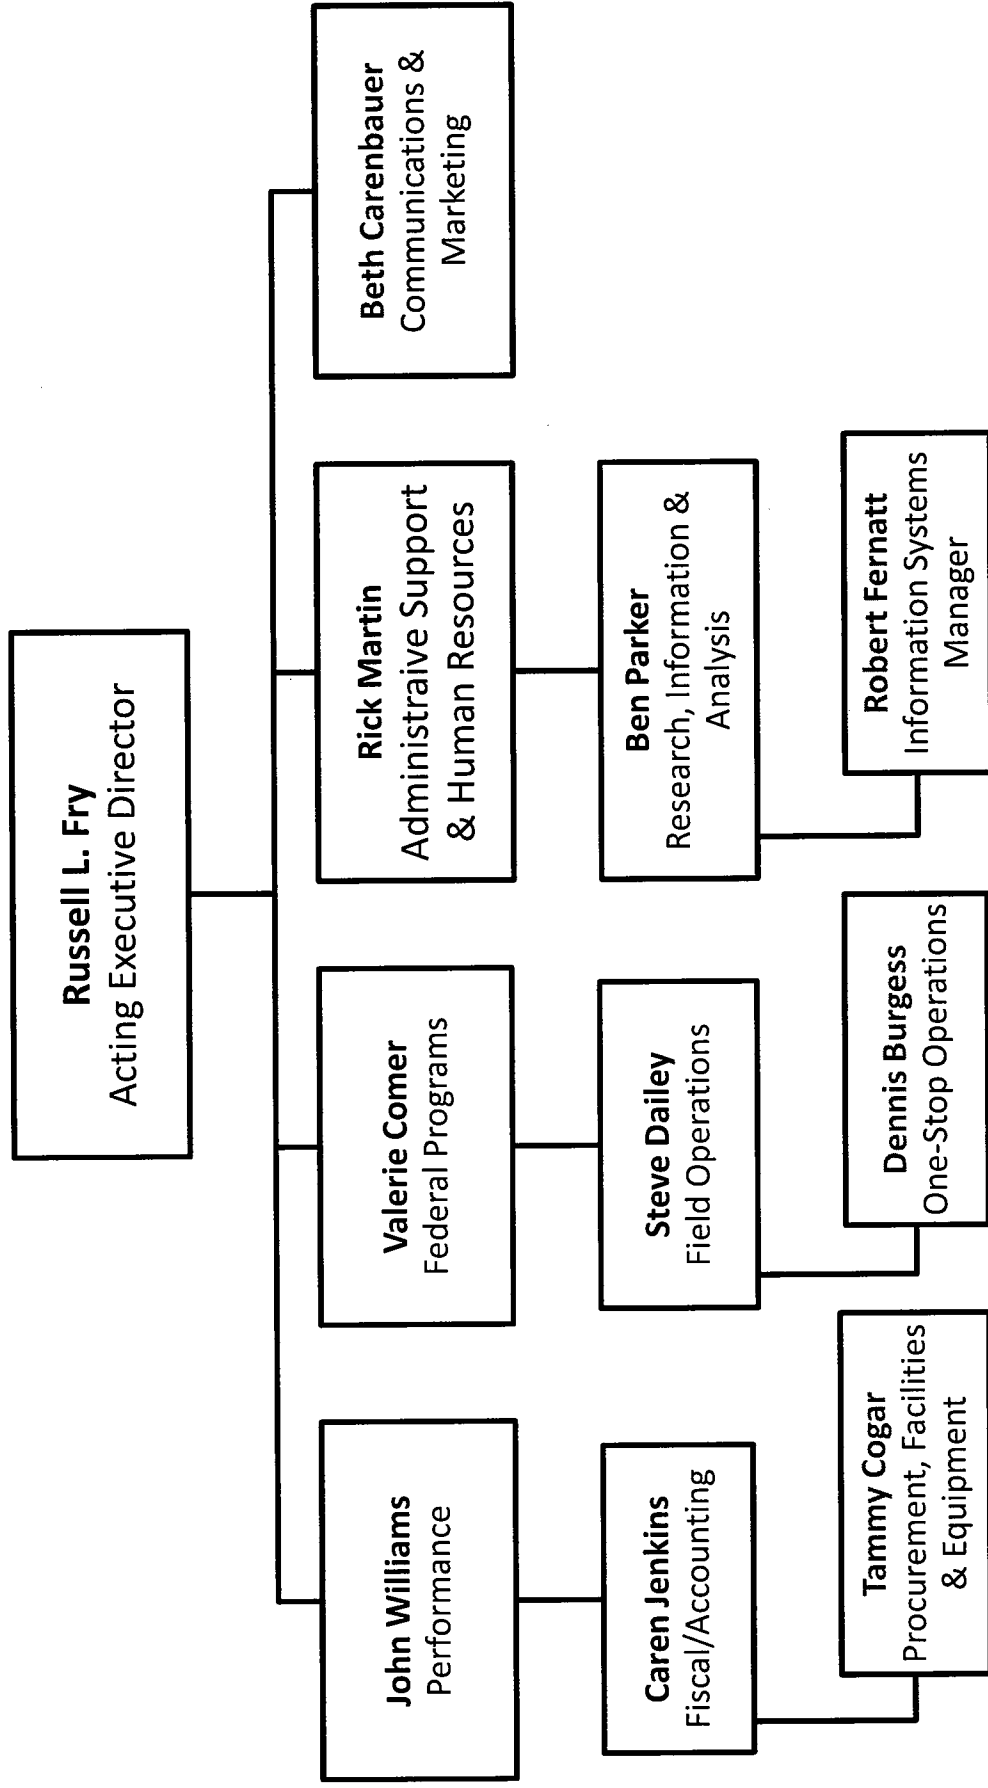 Russell L. Fry
Acting Executive Director
John Williams
Performance
Valerie Comer
Federal Programs
Rick Martin
Administraive Support
& Human Resources
Beth Carenbauer
Communications &
Marketing
Caren Jenkins
Fiscal/Accounting
Steve Dailey
Field Operations
Ben Parker
Research, Information &
Analysis
Tammy Cogar
Procurement, Facilities
& Equipment
Dennis Burgess
One-Stop Operations
Robert Fernatt
Information Systems
Manager